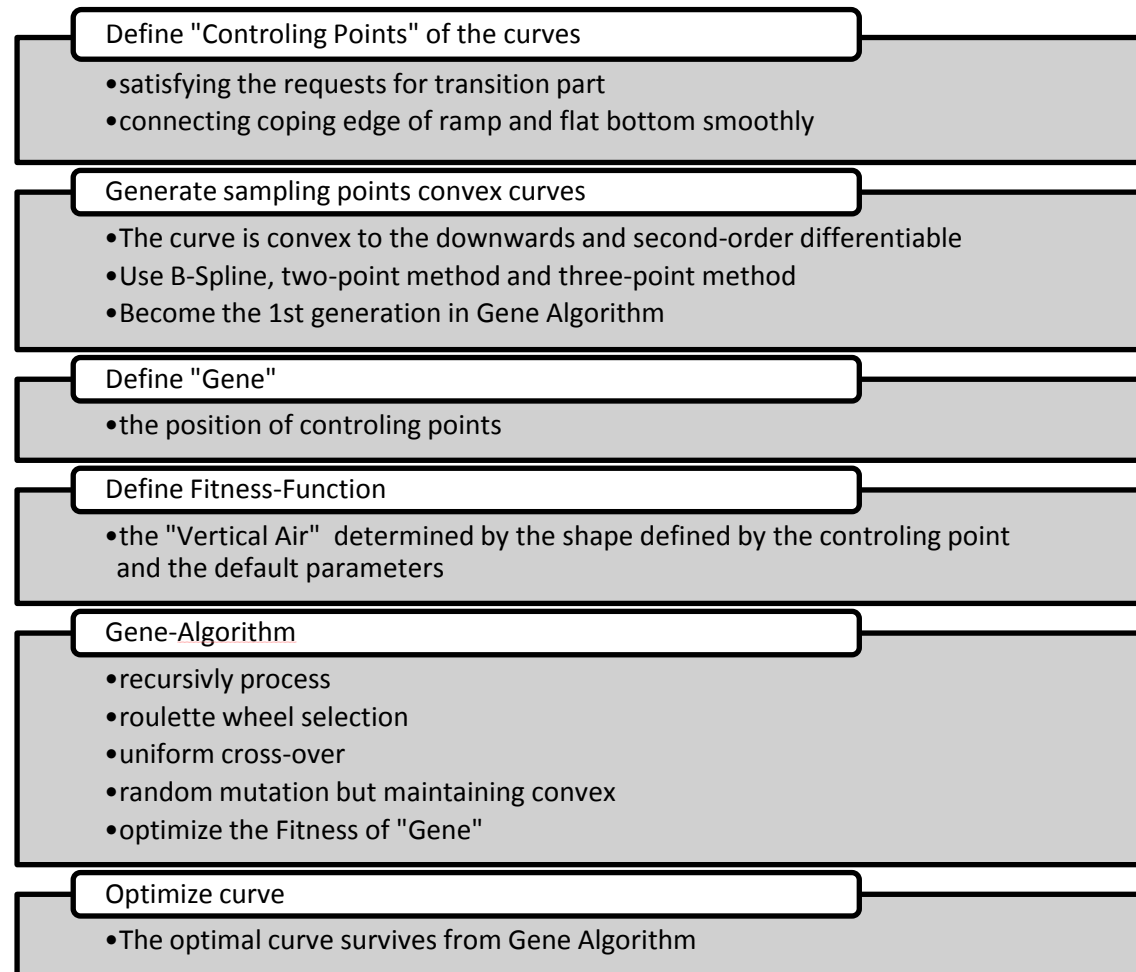 Define "Controling Points" of the curves
•satisfying the requests for transition part
•connecting coping edge of ramp and flat bottom smoothly
Generate sampling points convex curves
•The curve is convex to the downwards and second-order differentiable
•Use B-Spline, two-point method and three-point method
•Become the 1st generation in Gene Algorithm
Define "Gene"
•the position of controling points
Define Fitness-Function
•the "Vertical Air" determined by the shape defined by the controling point
and the default parameters
Gene-Algorithm
•recursivly process
•roulette wheel selection
•uniform cross-over
•random mutation but maintaining convex
•optimize the Fitness of "Gene"
Optimize curve
•The optimal curve survives from Gene Algorithm